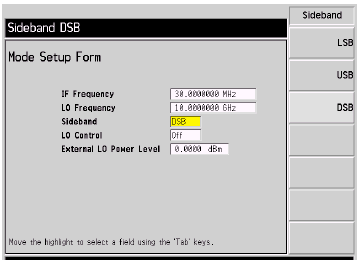 Sideband DSB
Sideband
Mode Setup Form
LSB
USB
DSB
IF Frequency 30.0000000 MHz
LO Frequency 10.0000000 GHz
Sideband DSB
LO Control Off
External LO Power Level 0.0000 dBm
Move the highlight to select a field using the 'Tab' keys.